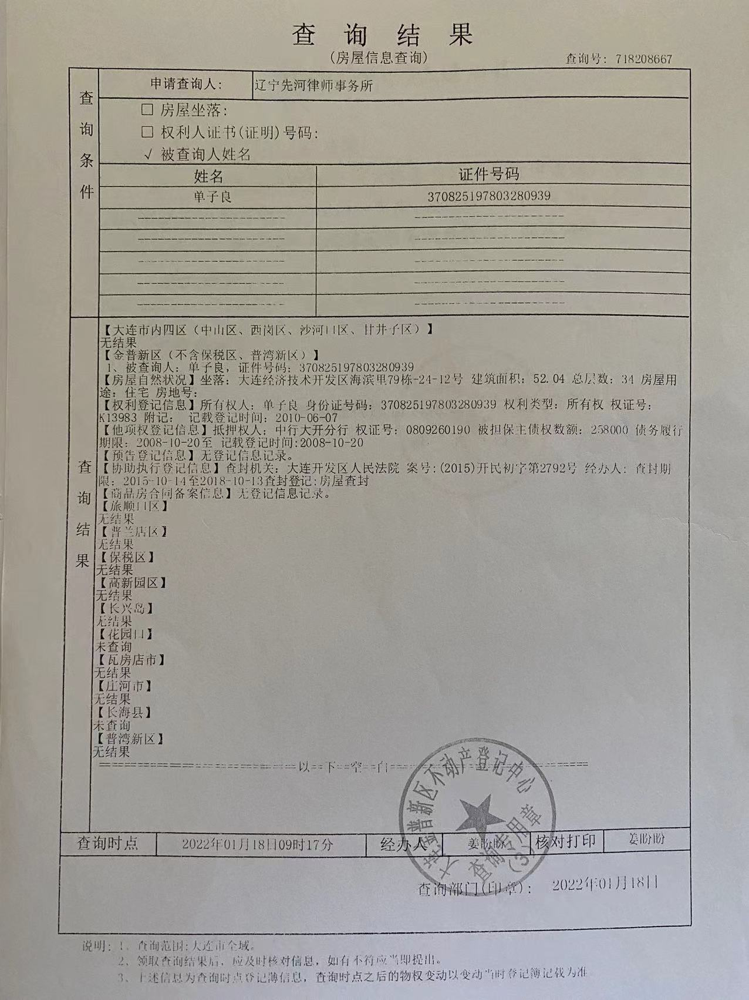 查询结果
(房屋信息查询)
查询号: 718208667
查询条件
申请查询人:
辽宁先河律师事务所
□ 房屋坐落:
□ 权利人证书(证明)号码:
√ 被查询人姓名
姓名 证件号码
单子良 370825197803280939
查询结果
【大连市内四区（中山区、西岗区、沙河口区、甘井子区）】
无结果
【金普新区（不含保税区、普湾新区）】
1、被查询人: 单子良, 证件号码: 370825197803280939
【房屋自然状况】坐落: 大连经济技术开发区海滨里79栋-24-12号 建筑面积: 52.04 总层数: 34 房屋用
途: 住宅 房地号:
【权利登记信息】所有权人: 单子良 身份证号码: 370825197803280939 权利类型: 所有权 权证号:
K13983 附记: 记载登记时间: 2010-06-07
【他项权登记信息】抵押权人: 中行大开分行 权证号: 0809260190 被担保主债权数额: 258000 债务履行
期限: 2008-10-20至 记载登记时间:2008-10-20
【预告登记信息】无登记信息记录。
【协助执行登记信息】查封机关: 大连开发区人民法院 案号:(2015)开民初字第2792号 经办人: 查封期
限: 2015-10-14至2018-10-13查封登记:房屋查封
【商品房合同备案信息】无登记信息记录。
【旅顺口区】
无结果
【普兰店区】
无结果
【保税区】
无结果
【高新园区】
无结果
【长兴岛】
无结果
【花园口】
未查询
【瓦房店市】
无结果
【庄河市】
无结果
【长海县】
未查询
【普湾新区】
无结果
以下空白
大连金普新区不动产登记中心
查询专用章
(3)
查询时点 2022年01月18日09时17分 经办人 姜盼盼 核对打印 姜盼盼
查询部门(印章): 2022年01月18日
说明: 1、查询范围:大连市全域。
2、领取查询结果后，应及时核对信息，如有不符应当即提出。
3、上述信息为查询时点登记薄信息，查询时点之后的物权变动以变动当时登记簿记载为准